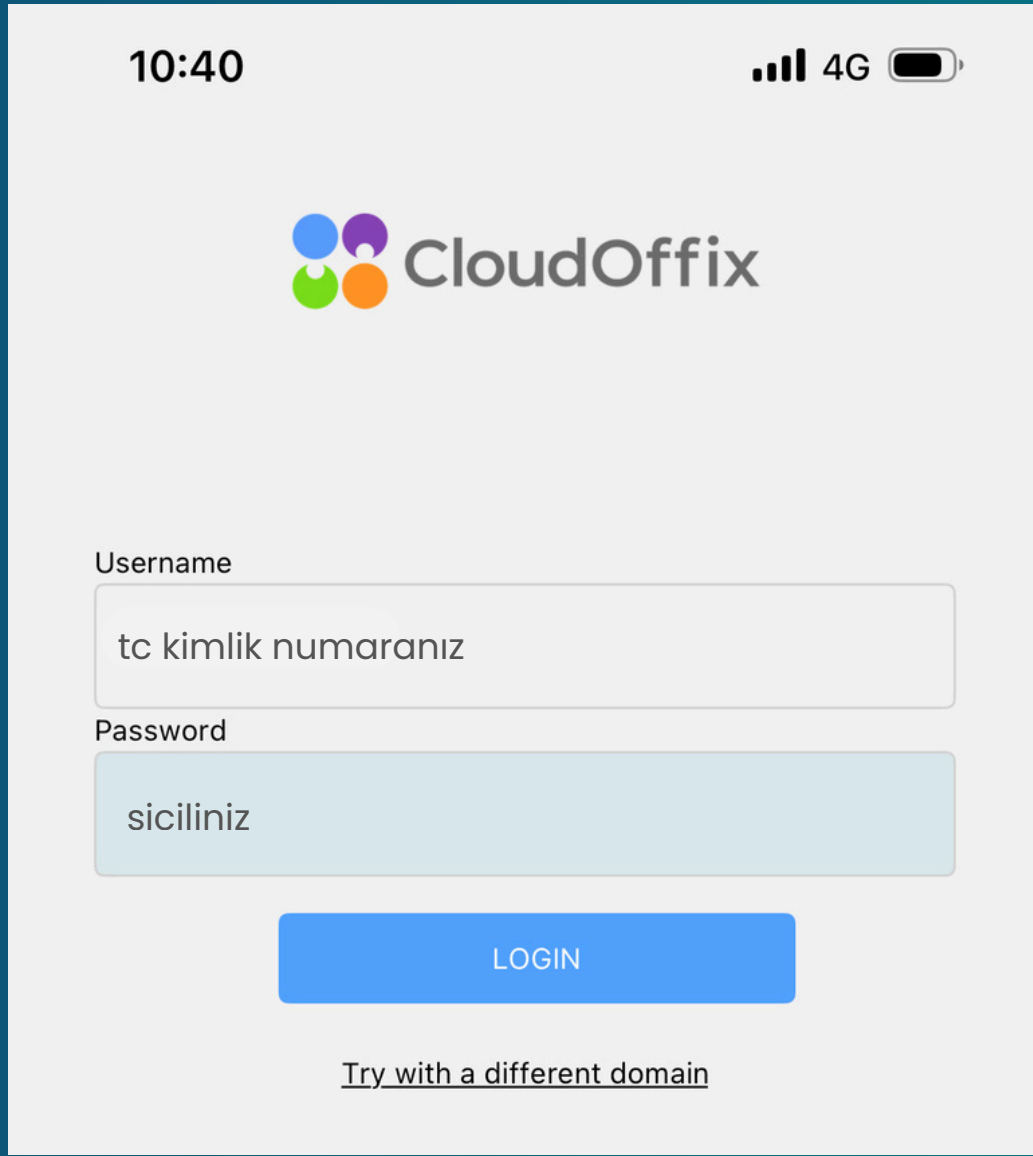 10:40 4G
CloudOffix
Username
tc kimlik numaranız
Password
siciliniz
LOGIN
Try with a different domain